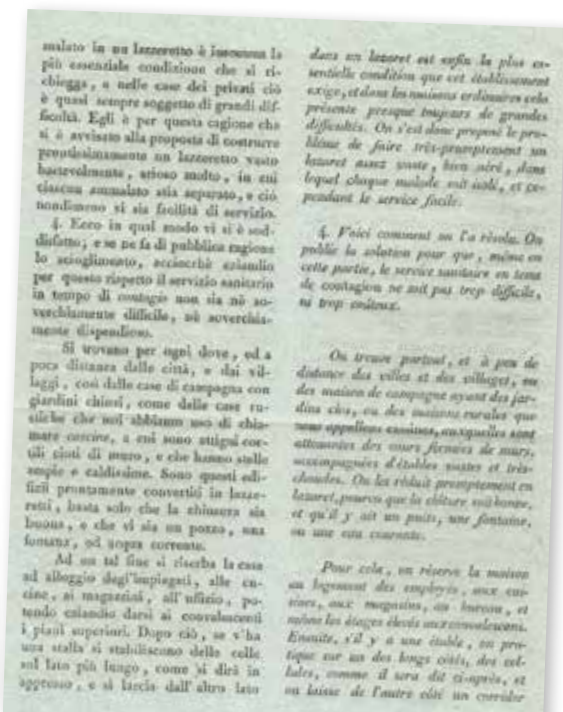 malato in un lazzeretto è insomma la
più essenziale condizione che si ri-
chiegga, e nelle case dei privati ciò
è quasi sempre soggetto di grandi dif-
ficoltà. Egli è per questa cagione che
si è avvisato alla proposta di costruire
prontissimamente un lazzeretto vasto
bastevolmente, arioso molto, in cui
ciascun ammalato stia separato, e ciò
nondimeno vi sia facilità di servizio.
4. Ecco in qual modo vi si è sod-
disfatto; e se ne fa di pubblica ragione
lo scioglimento, acciocchè eziandio
per questo rispetto il servizio sanitario
in tempo di contagio non sia nè so-
verchiamente difficile, nè soverchia-
mente dispendioso.
Si trovano per ogni dove, ed a
poca distanza dalle città, e dai vil-
laggi, così delle case di campagna con
giardini chiusi, come delle case ru-
stiche che noi abbiamo uso di chia-
mare cascine, a cui sono attigui cor-
tili cinti di muro, e che hanno stalle
ampie e caldissime. Sono questi edi-
fizii prontamente convertiti in lazze-
retti, basta solo che la chiusura sia
buona, e che vi sia un pozzo, una
fontana, od acqua corrente.
Ad un tal fine si riserba la casa
ad alloggio degl'impiegati, alle cu-
cine, ai magazzini, all'uffizio, po-
tendo eziandio darsi ai convalescenti
i piani superiori. Dopo ciò, se v'ha
una stalla si stabiliscono delle celle
sul lato più lungo, come si dirà in
appresso, e si lascia dall'altro lato
dans un lazaret est enfin la plus es-
sentielle condition que cet établissement
exige, et dans les maisons ordinaires cela
présente presque toujours de grandes
difficultés. On s'est donc proposé le pro-
blème de faire très-promptement un
lazaret assez vaste, bien aéré, dans
lequel chaque malade soit isolé, et ce-
pendant le service facile.
4. Voici comment on l'a résolu. On
publie la solution pour que, même en
cette partie, le service sanitaire en tems
de contagion ne soit pas trop difficile,
ni trop coûteux.
On trouve partout, et à peu de
distance des villes et des villages, ou
des maison de campagne ayant des jar-
dins clos, ou des maisons rurales que
nous appellons cassines, auxquelles sont
attenantes des cours fermées de murs,
accompagnées d'étables vastes et très-
chaudes. On les réduit promptement en
lazaret, pourvu que la clôture soit bonne,
et qu'il y ait un puits, une fontaine,
ou une eau courante.
Pour cela, on réserve la maison
au logement des employés, aux cui-
sines, aux magasins, au bureau, et
même les étages élevés aux convalescens.
Ensuite, s'il y a une étable, on pra-
tique sur un des longs côtés, des cel-
lules, comme il sera dit ci-après, et
on laisse de l'autre côté un corridor